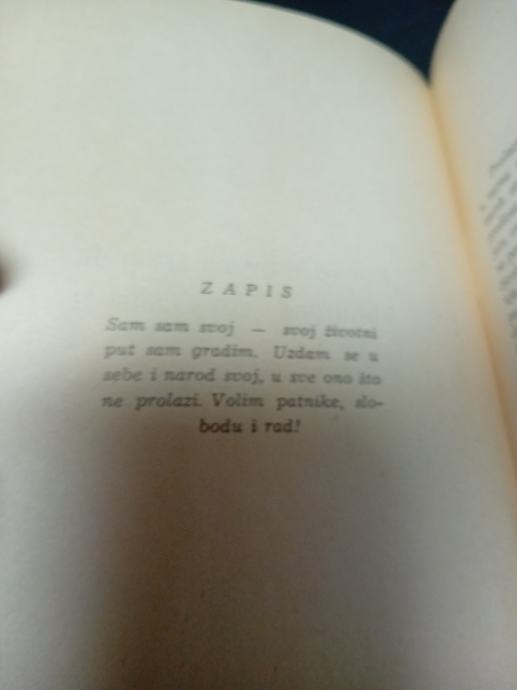 ZAPIS
Sam sam svoj — svoj životni
put sam gradim. Uzdam se u
sebe i narod svoj, u sve ono što
ne prolazi. Volim patnike, slo-
bodu i rad!